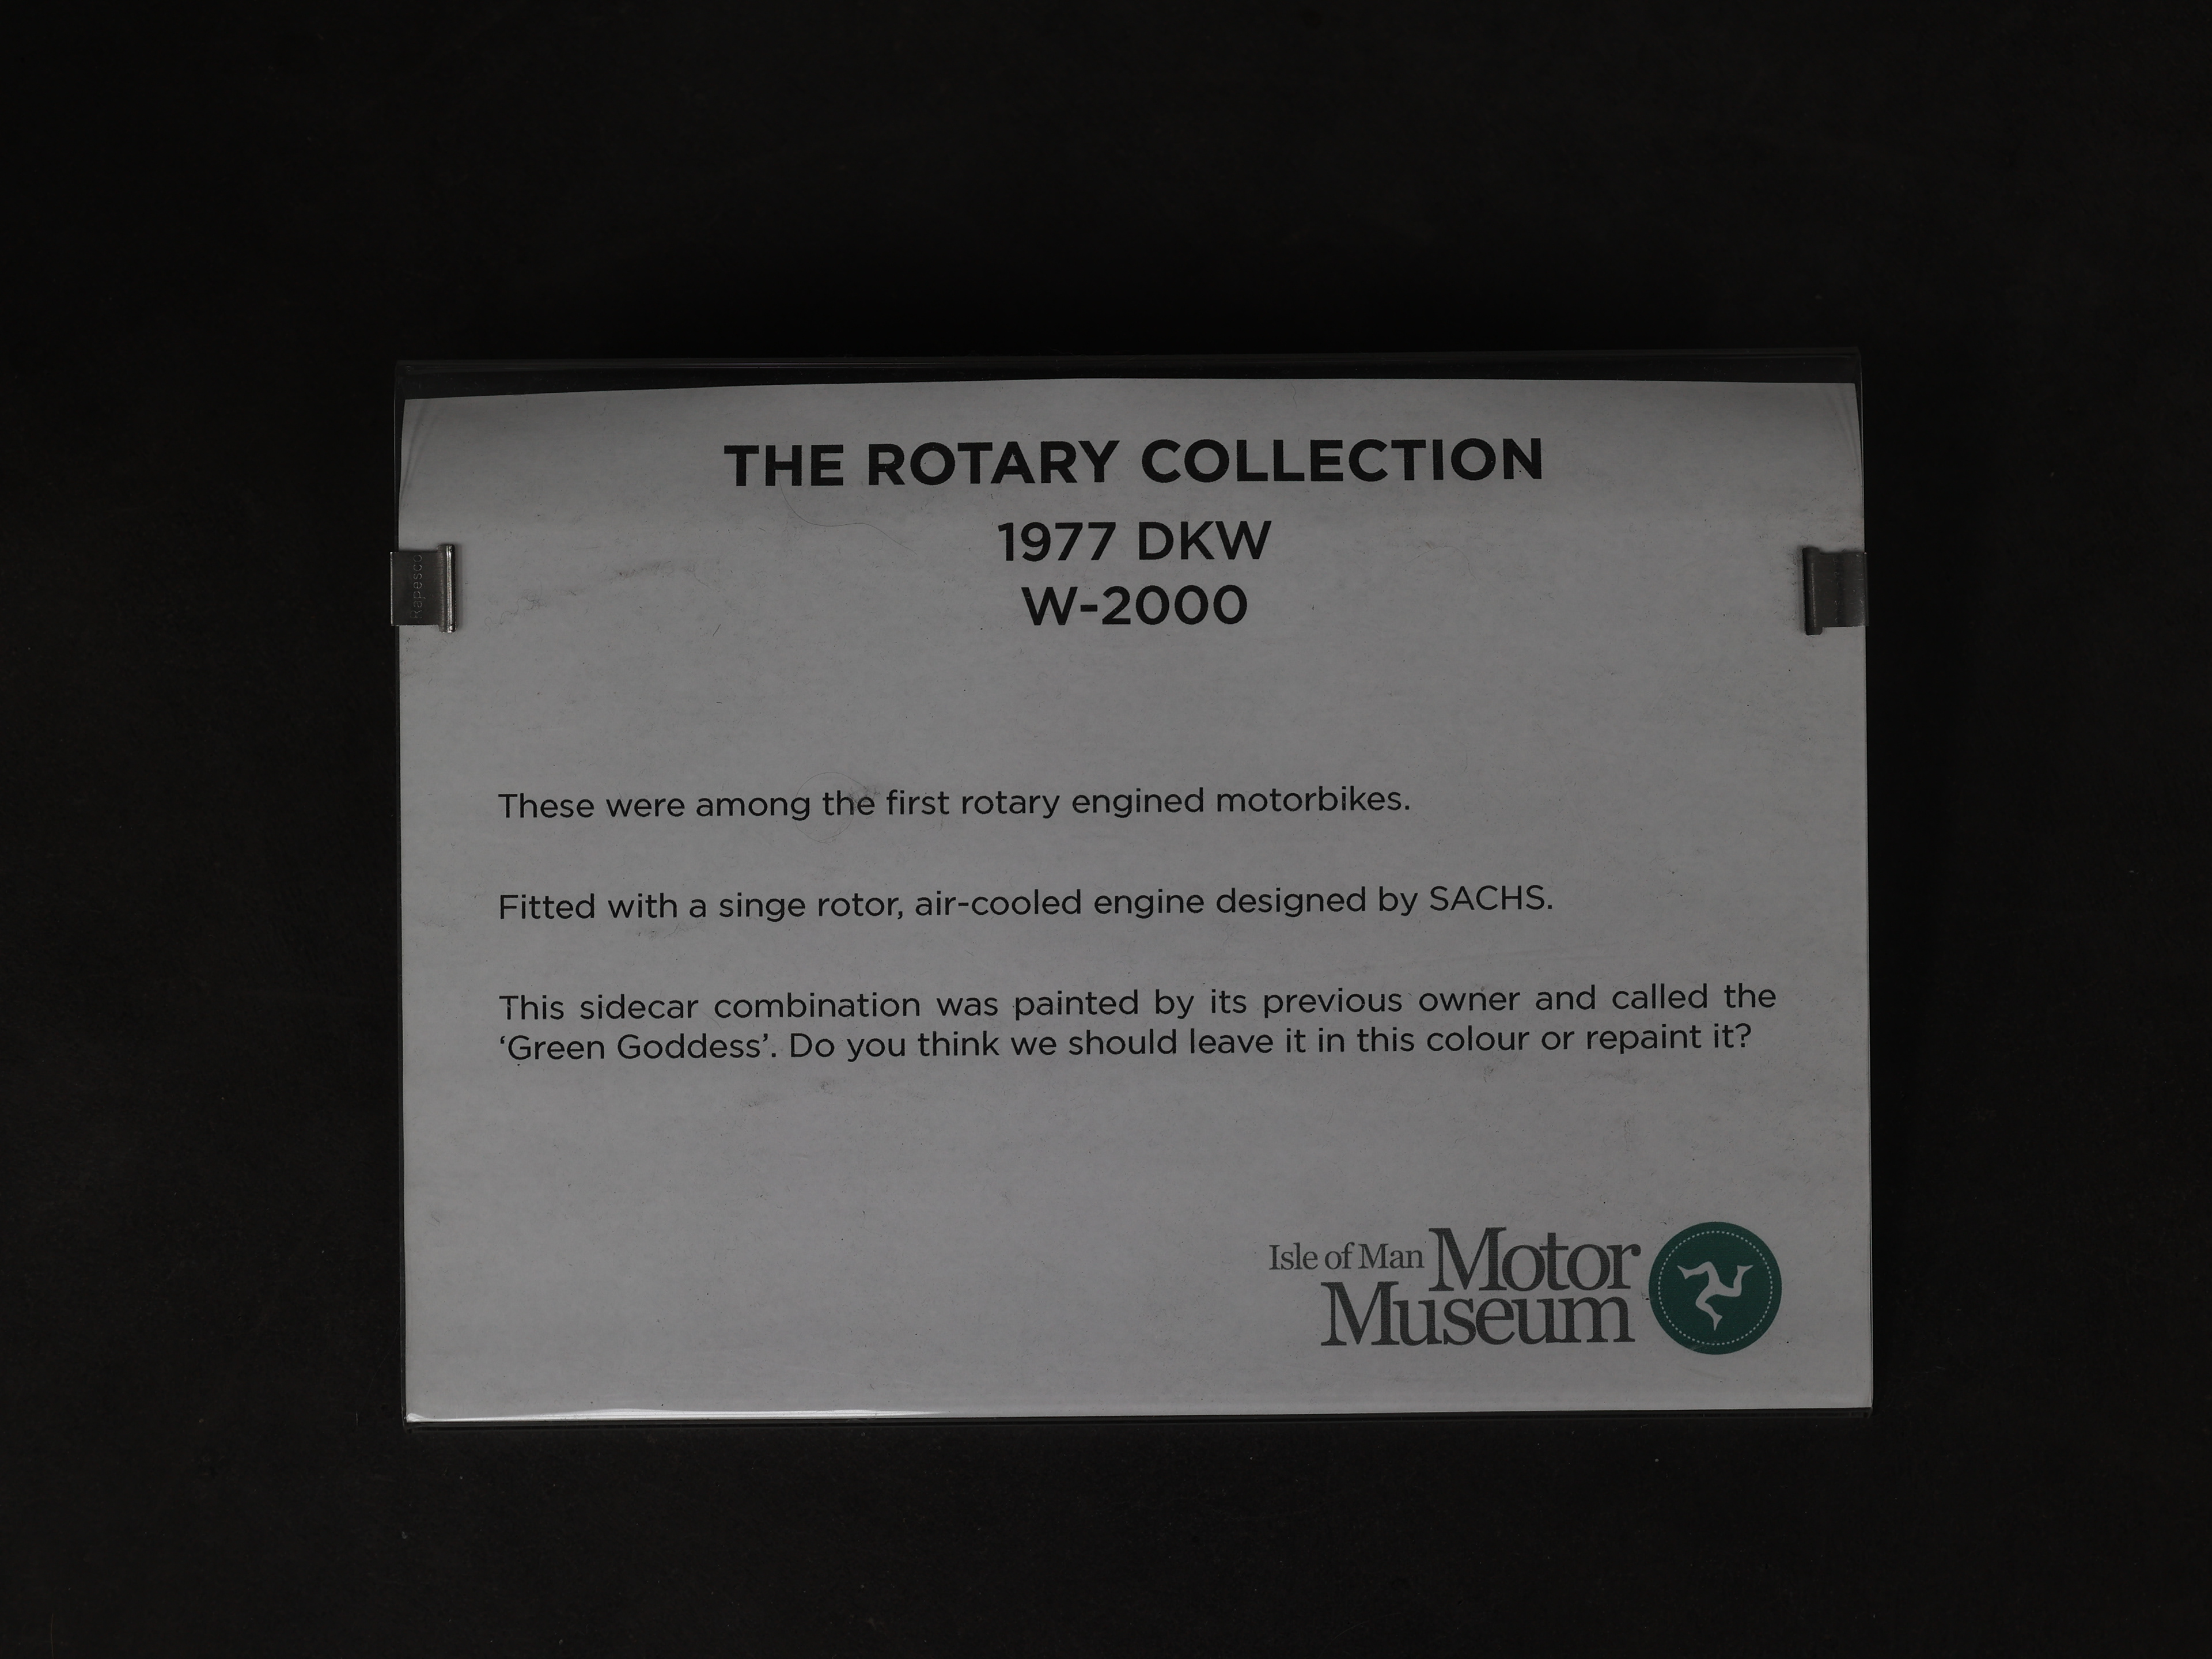 THE ROTARY COLLECTION
1977 DKW
W-2000
kapesco
These were among the first rotary engined motorbikes.
Fitted with a singe rotor, air-cooled engine designed by SACHS.
This sidecar combination was painted by its previous owner and called the
‘Green Goddess’. Do you think we should leave it in this colour or repaint it?
Isle of Man Motor
Museum